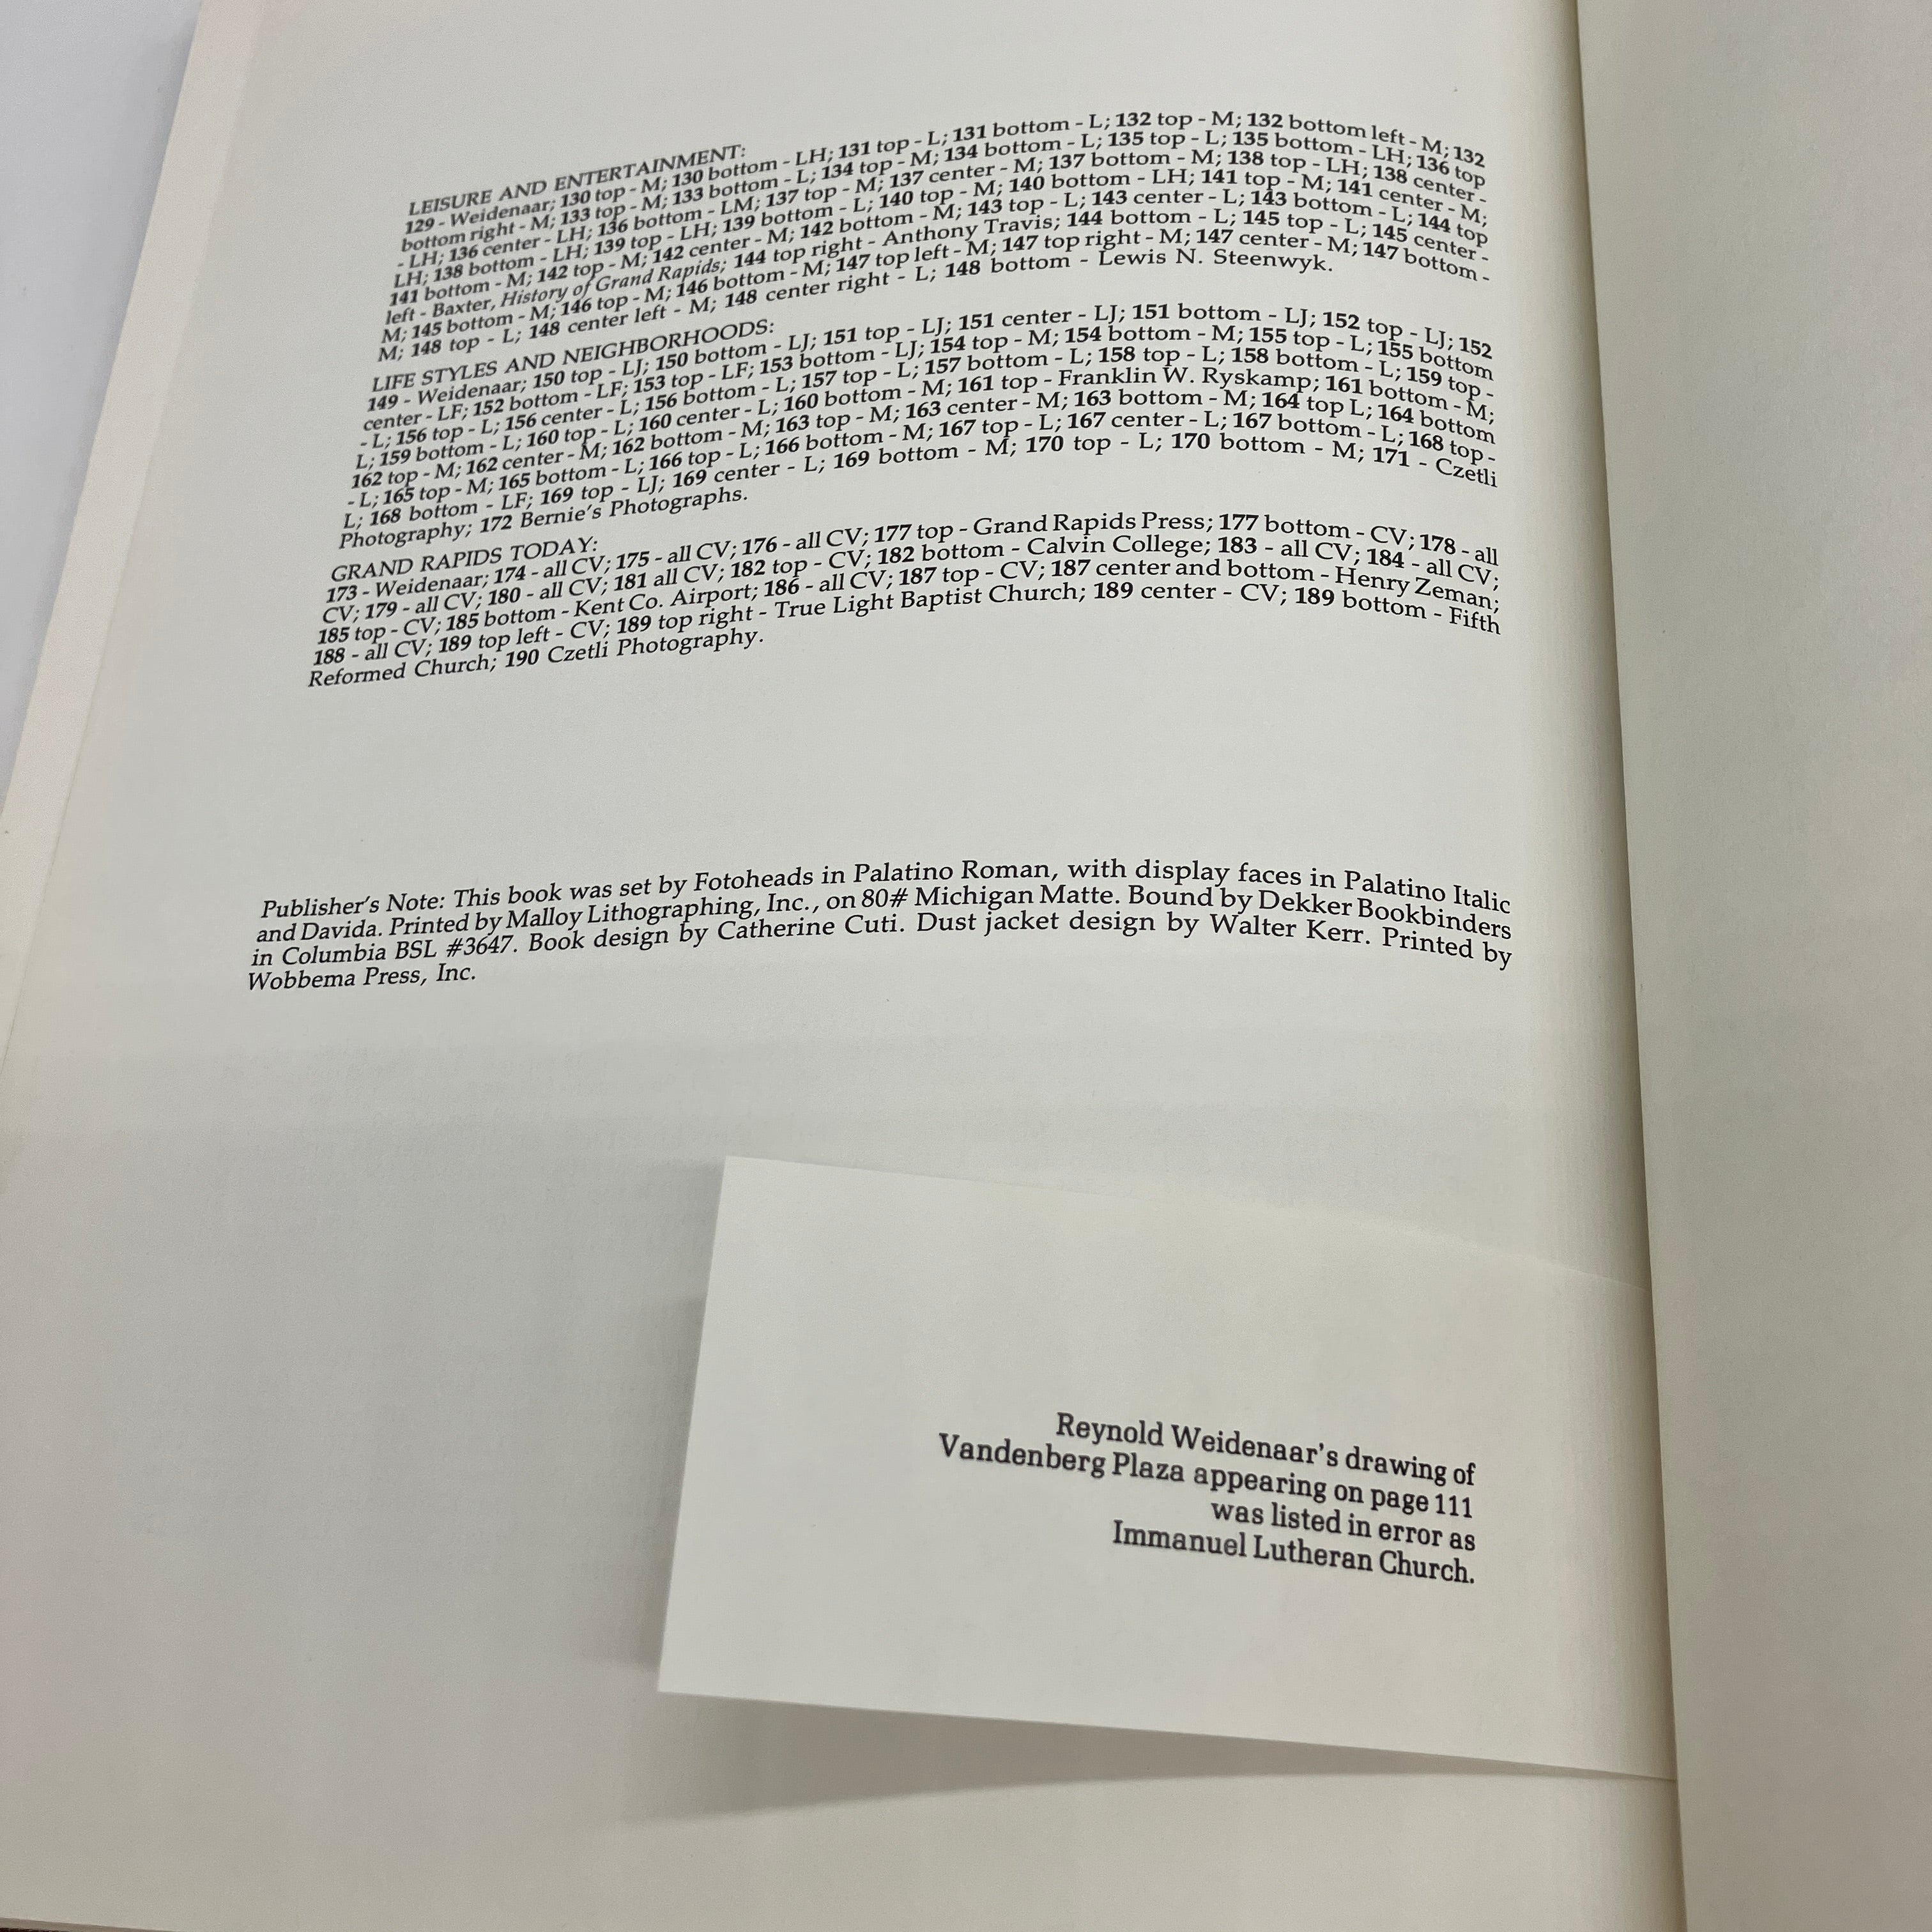 LEISURE AND ENTERTAINMENT:
129 - Weidenaar; 130 top - M; 130 bottom - LH; 131 top - L; 131 bottom - L; 132 top - M; 132 bottom left - M; 132
bottom right - M; 133 top - M; 133 bottom - L; 134 top - M; 134 bottom - L; 135 top - L; 135 bottom - LH; 136 top
- LH; 136 center - LH; 136 bottom - LM; 137 top - M; 137 center - M; 137 bottom - M; 138 top - LH; 138 center -
LH; 138 bottom - LH; 139 top - LH; 139 bottom - L; 140 top - M; 140 bottom - LH; 141 top - M; 141 center - M;
141 bottom - M; 142 top - M; 142 center - M; 142 bottom - M; 143 top - L; 143 center - L; 143 bottom - L; 144 top
left - Baxter, History of Grand Rapids; 144 top right - Anthony Travis; 144 bottom - L; 145 top - L; 145 center -
M; 145 bottom - M; 146 top - M; 146 bottom - M; 147 top left - M; 147 top right - M; 147 center - M; 147 bottom -
M; 148 top - L; 148 center left - M; 148 center right - L; 148 bottom - Lewis N. Steenwyk.
LIFE STYLES AND NEIGHBORHOODS:
149 - Weidenaar; 150 top - LJ; 150 bottom - LJ; 151 top - LJ; 151 center - LJ; 151 bottom - LJ; 152 top - LJ; 152
center - LF; 152 bottom - LF; 153 top - LF; 153 bottom - LJ; 154 top - M; 154 bottom - M; 155 top - L; 155 bottom
- L; 156 top - L; 156 center - L; 156 bottom - L; 157 top - L; 157 bottom - L; 158 top - L; 158 bottom - L; 159 top -
L; 159 bottom - L; 160 top - L; 160 center - L; 160 bottom - M; 161 top - Franklin W. Ryskamp; 161 bottom - M;
162 top - M; 162 center - M; 162 bottom - M; 163 top - M; 163 center - M; 163 bottom - M; 164 top L; 164 bottom
- L; 165 top - M; 165 bottom - L; 166 top - L; 166 bottom - M; 167 top - L; 167 center - L; 167 bottom - L; 168 top -
L; 168 bottom - LF; 169 top - LJ; 169 center - L; 169 bottom - M; 170 top - L; 170 bottom - M; 171 - Czetli
Photography; 172 Bernie's Photographs.
GRAND RAPIDS TODAY:
173 - Weidenaar; 174 - all CV; 175 - all CV; 176 - all CV; 177 top - Grand Rapids Press; 177 bottom - CV; 178 - all
CV; 179 - all CV; 180 - all CV; 181 all CV; 182 top - CV; 182 bottom - Calvin College; 183 - all CV; 184 - all CV;
185 top - CV; 185 bottom - Kent Co. Airport; 186 - all CV; 187 top - CV; 187 center and bottom - Henry Zeman;
188 - all CV; 189 top left - CV; 189 top right - True Light Baptist Church; 189 center - CV; 189 bottom - Fifth
Reformed Church; 190 Czetli Photography.
Publisher's Note: This book was set by Fotoheads in Palatino Roman, with display faces in Palatino Italic
and Davida. Printed by Malloy Lithographing, Inc., on 80# Michigan Matte. Bound by Dekker Bookbinders
in Columbia BSL #3647. Book design by Catherine Cuti. Dust jacket design by Walter Kerr. Printed by
Wobbema Press, Inc.
Reynold Weidenaar's drawing of
Vandenberg Plaza appearing on page 111
was listed in error as
Immanuel Lutheran Church.